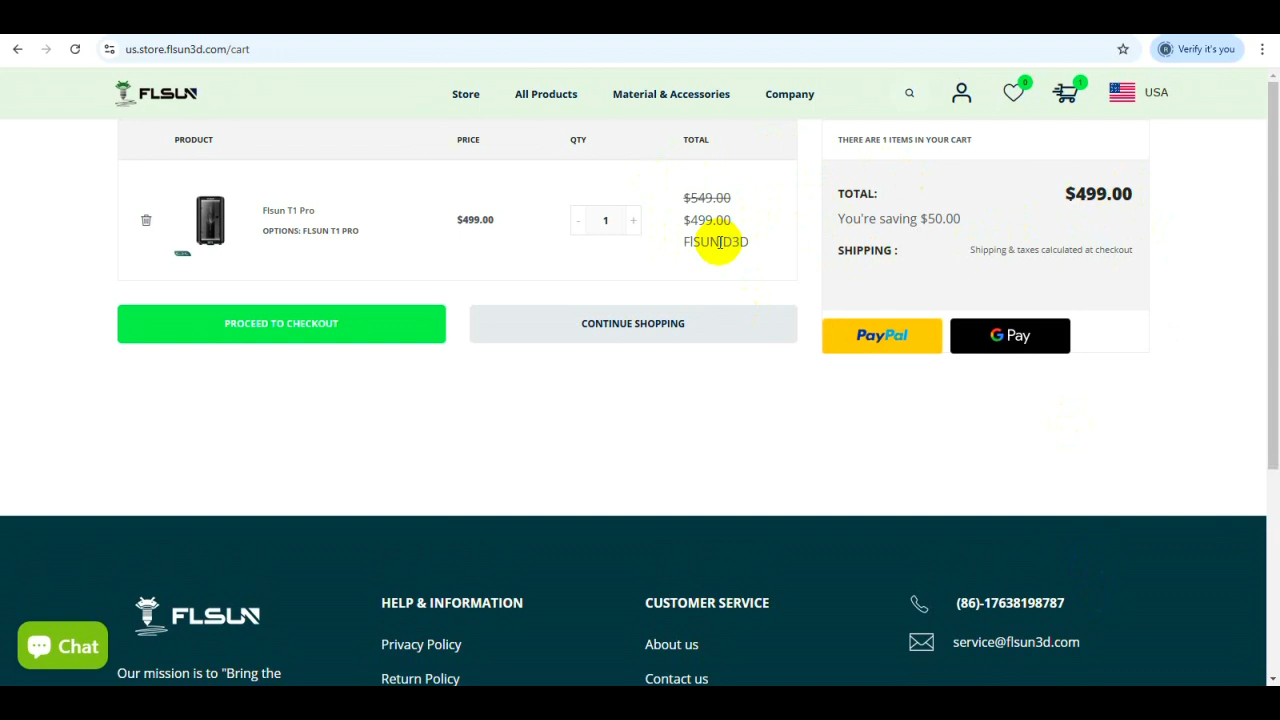 us.store.flsun3d.com/cart
Verify it's you
FLSUN
Store
All Products
Material & Accessories
Company
0
1
USA
PRODUCT
PRICE
QTY
TOTAL
THERE ARE 1 ITEMS IN YOUR CART
Flsun T1 Pro
OPTIONS: FLSUN T1 PRO
$499.00
-
1
+
$549.00
$499.00
FlSUN D3D
TOTAL:
$499.00
You're saving $50.00
SHIPPING :
Shipping & taxes calculated at checkout
PROCEED TO CHECKOUT
CONTINUE SHOPPING
PayPal
G Pay
FLSUN
Our mission is to "Bring the
HELP & INFORMATION
Privacy Policy
Return Policy
CUSTOMER SERVICE
About us
Contact us
(86)-17638198787
service@flsun3d.com
Chat